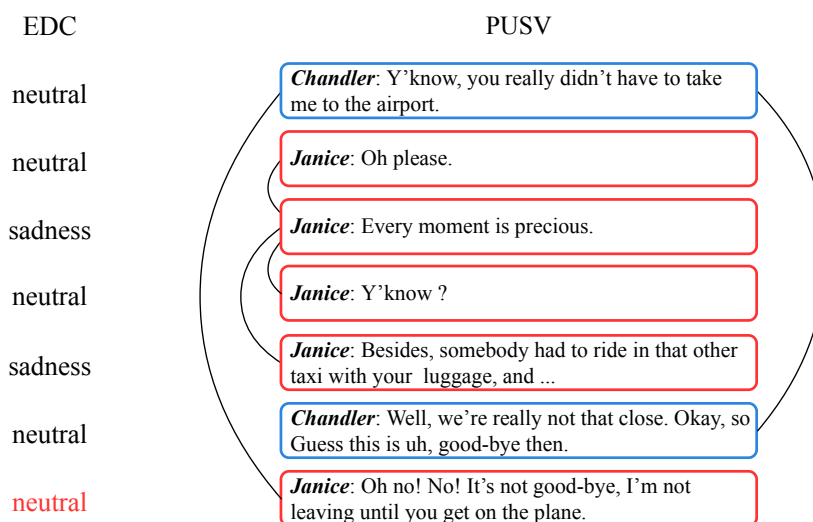 EDC PUSV
neutral
Chandler: Y'know, you really didn't have to take
me to the airport.
neutral
Janice: Oh please.
sadness
Janice: Every moment is precious.
neutral
Janice: Y'know ?
sadness
Janice: Besides, somebody had to ride in that other
taxi with your luggage, and ...
neutral
Chandler: Well, we're really not that close. Okay, so
Guess this is uh, good-bye then.
neutral
Janice: Oh no! No! It's not good-bye, I'm not
leaving until you get on the plane.